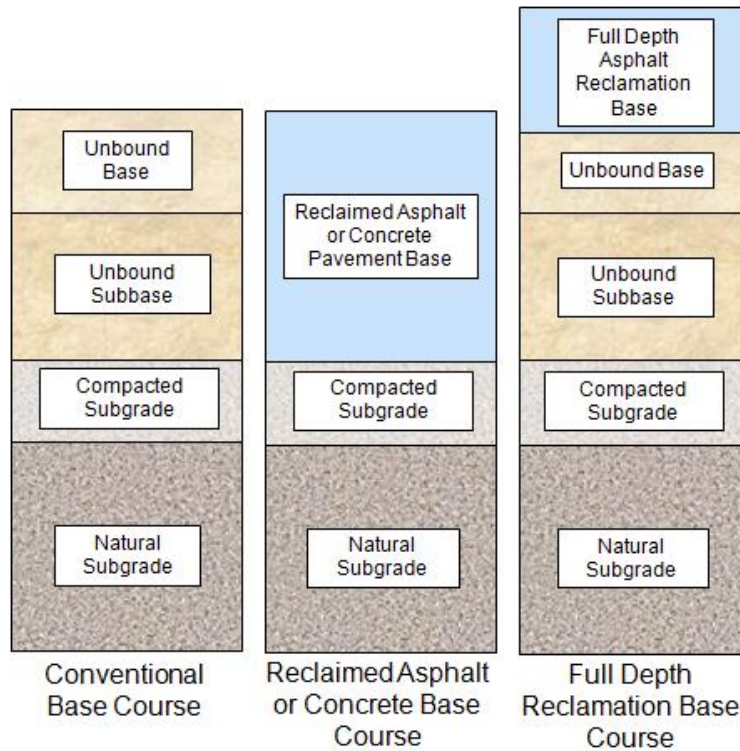 Unbound
Base
Unbound
Subbase
Compacted
Subgrade
Natural
Subgrade
Conventional
Base Course
Reclaimed Asphalt
or Concrete
Pavement Base
Compacted
Subgrade
Natural
Subgrade
Reclaimed Asphalt
or Concrete Base
Course
Full Depth
Asphalt
Reclamation
Base
Unbound Base
Unbound
Subbase
Compacted
Subgrade
Natural
Subgrade
Full Depth
Reclamation Base
Course